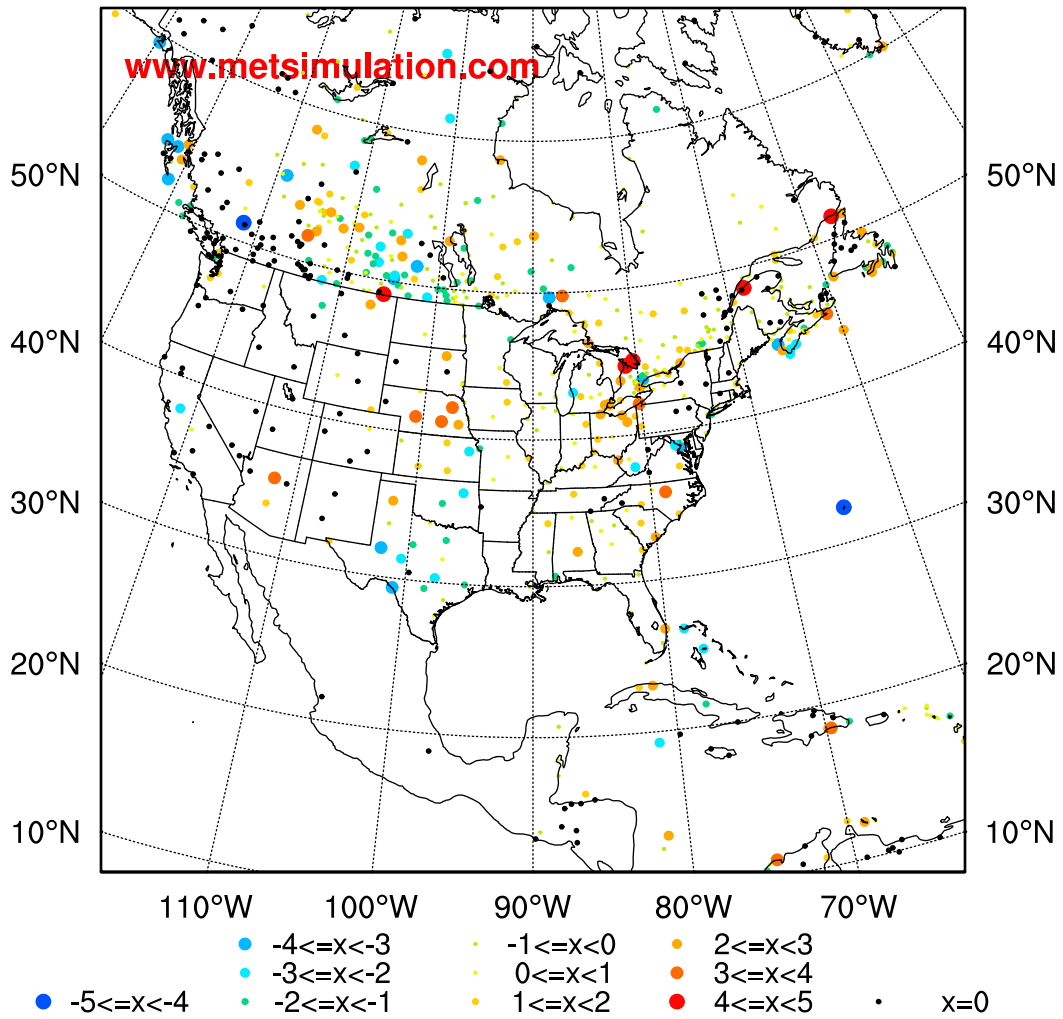 www.metsimulation.com
50°N 50°N
40°N 40°N
30°N 30°N
20°N 20°N
10°N 10°N
110°W 100°W 90°W 80°W 70°W
-4<=x<-3 -1<=x<0 2<=x<3
-3<=x<-2 0<=x<1 3<=x<4
-5<=x<-4 -2<=x<-1 1<=x<2 4<=x<5 x=0